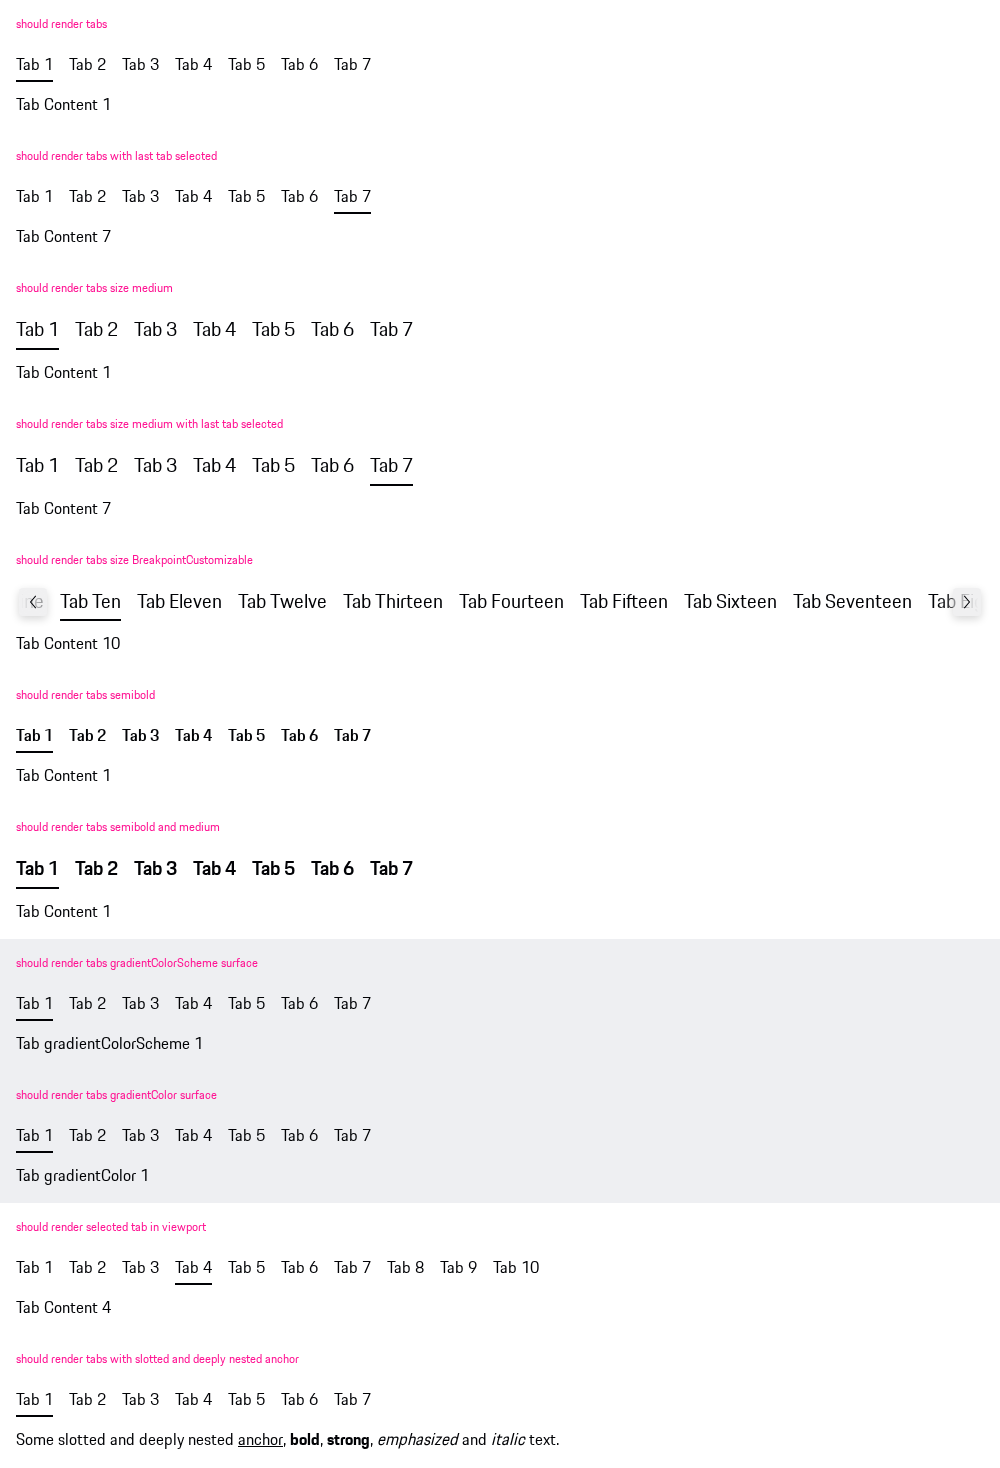 should render tabs
Tab 1 Tab 2 Tab 3 Tab 4 Tab 5 Tab 6 Tab 7
Tab Content 1
should render tabs with last tab selected
Tab 1 Tab 2 Tab 3 Tab 4 Tab 5 Tab 6 Tab 7
Tab Content 7
should render tabs size medium
Tab 1 Tab 2 Tab 3 Tab 4 Tab 5 Tab 6 Tab 7
Tab Content 1
should render tabs size medium with last tab selected
Tab 1 Tab 2 Tab 3 Tab 4 Tab 5 Tab 6 Tab 7
Tab Content 7
should render tabs size BreakpointCustomizable
Tab Ten Tab Eleven Tab Twelve Tab Thirteen Tab Fourteen Tab Fifteen Tab Sixteen Tab Seventeen Tab
Tab Content 10
should render tabs semibold
Tab 1 Tab 2 Tab 3 Tab 4 Tab 5 Tab 6 Tab 7
Tab Content 1
should render tabs semibold and medium
Tab 1 Tab 2 Tab 3 Tab 4 Tab 5 Tab 6 Tab 7
Tab Content 1
should render tabs gradientColorScheme surface
Tab 1 Tab 2 Tab 3 Tab 4 Tab 5 Tab 6 Tab 7
Tab gradientColorScheme 1
should render tabs gradientColor surface
Tab 1 Tab 2 Tab 3 Tab 4 Tab 5 Tab 6 Tab 7
Tab gradientColor 1
should render selected tab in viewport
Tab 1 Tab 2 Tab 3 Tab 4 Tab 5 Tab 6 Tab 7 Tab 8 Tab 9 Tab 10
Tab Content 4
should render tabs with slotted and deeply nested anchor
Tab 1 Tab 2 Tab 3 Tab 4 Tab 5 Tab 6 Tab 7
Some slotted and deeply nested anchor, bold, strong, emphasized and italic text.